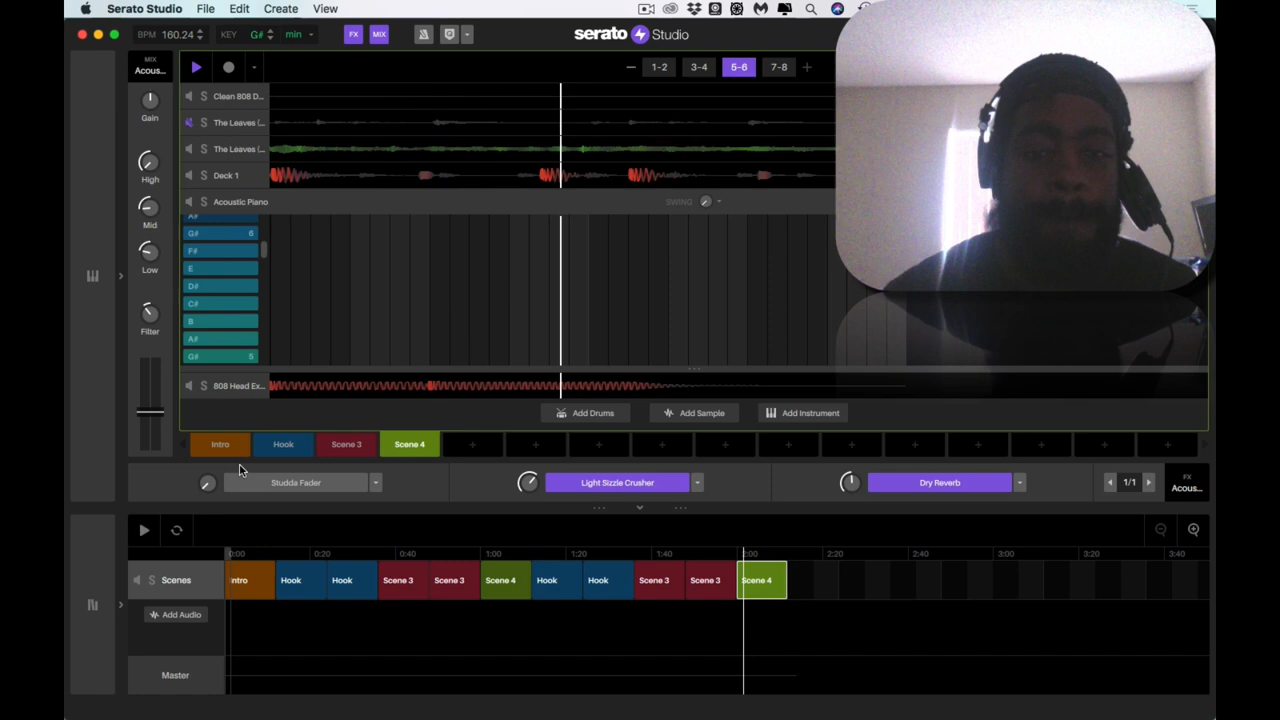 Serato Studio File Edit Create View
BPM 160.24 KEY G# min FX MIX serato Studio
MIX
Acous...
1-2 3-4 5-6 7-8
Gain
High
Mid
Low
Filter
S Clean 808 D...
S The Leaves (...
S The Leaves (...
S Deck 1
S Acoustic Piano SWING
A#
G# 6
F#
E
D#
C#
B
A#
G# 5
S 808 Head Ex...
Add Drums Add Sample Add Instrument
Intro Hook Scene 3 Scene 4
Studda Fader Light Sizzle Crusher Dry Reverb 1/1 FX
Acous...
0:00 0:20 0:40 1:00 1:20 1:40 2:00 2:20 2:40 3:00 3:20 3:40
S Scenes Intro Hook Hook Scene 3 Scene 3 Scene 4 Hook Hook Scene 3 Scene 3 Scene 4
Add Audio
Master